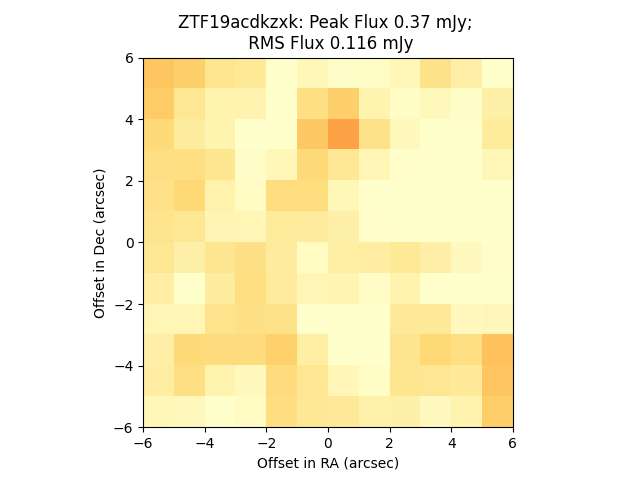 ZTF19acdkzxk: Peak Flux 0.37 mJy;
RMS Flux 0.116 mJy
6
4
2
0
−2
−4
−6
Offset in Dec (arcsec)
−6 −4 −2 0 2 4 6
Offset in RA (arcsec)